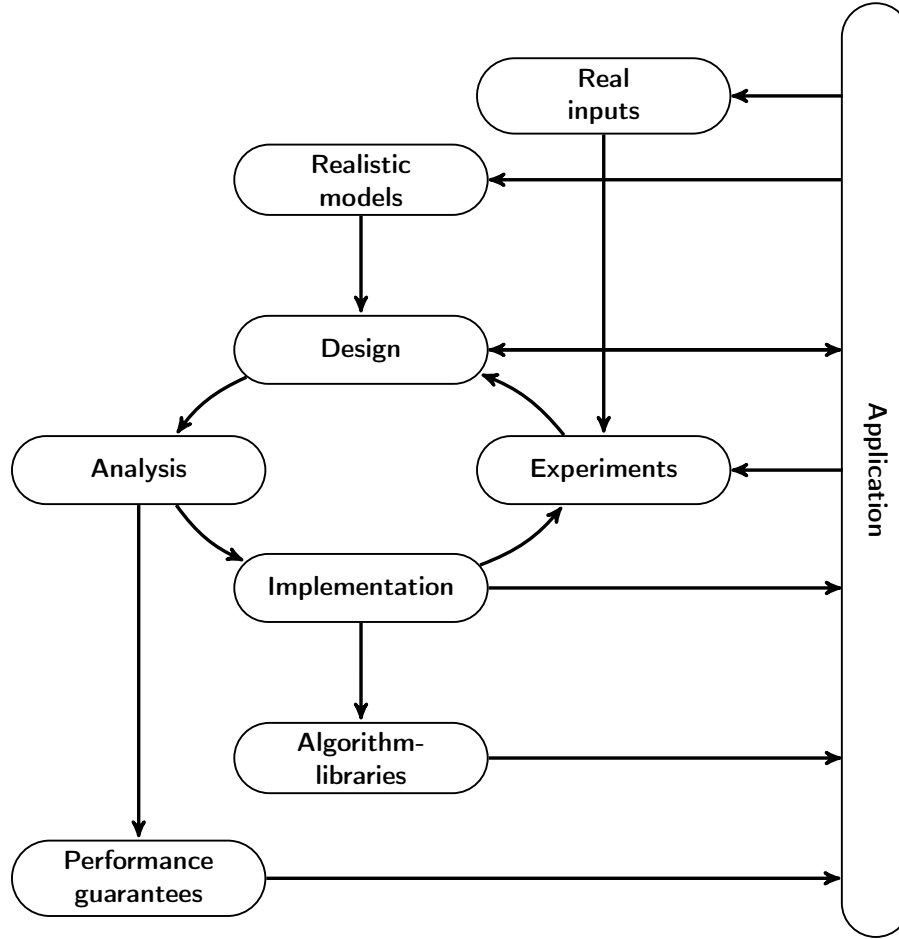 Real
inputs
Realistic
models
Design
Application
Analysis
Experiments
Implementation
Algorithm-
libraries
Performance
guarantees